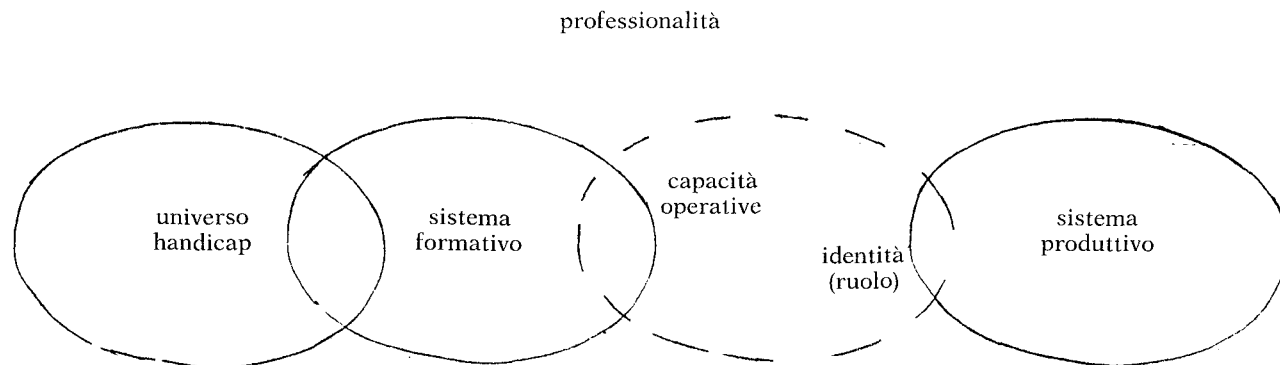 professionalità
universo
handicap
sistema
formativo
capacità
operative
identità
(ruolo)
sistema
produttivo